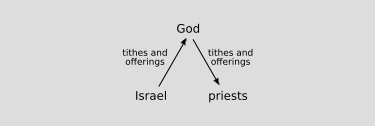 God
tithes and
offerings
tithes and
offerings
Israel
priests